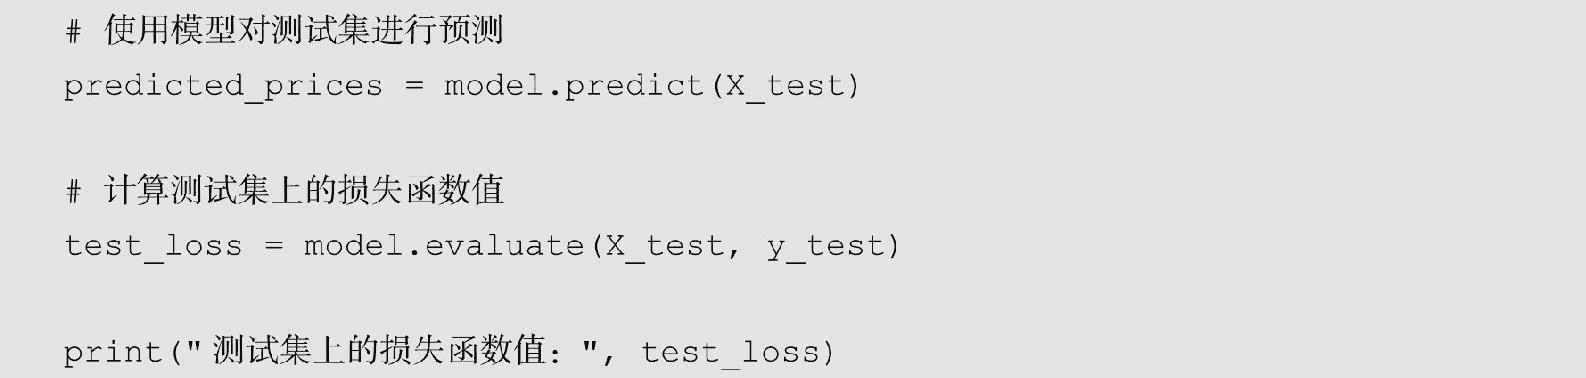 # 使用模型对测试集进行预测
predicted_prices = model.predict(X_test)
# 计算测试集上的损失函数值
test_loss = model.evaluate(X_test, y_test)
print("测试集上的损失函数值：", test_loss)